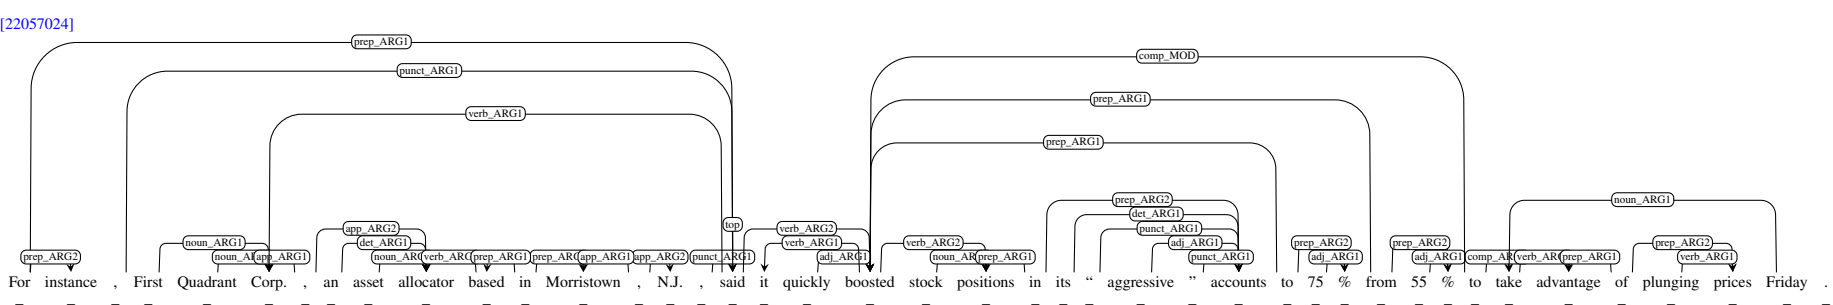 [22057024]
prep_ARG1
comp_MOD
punct_ARG1
prep_ARG1
verb_ARG1
prep_ARG1
prep_ARG2 noun_ARG1
det_ARG1
top
app_ARG2 verb_ARG2 punct_ARG1
noun_ARG1 det_ARG1 verb_ARG1 verb_ARG2 adj_ARG1 prep_ARG2 prep_ARG2 prep_ARG2
prep_ARG2 app_ARG1 prep_ARG1 app_ARG1 app_ARG2 punct_ARG1 adj_ARG1 prep_ARG1 punct_ARG1 adj_ARG1 adj_ARG1 prep_ARG1 verb_ARG1
For instance , First Quadrant Corp. , an asset allocator based in Morristown , N.J. , said it quickly boosted stock positions in its “ aggressive ” accounts to 75 % from 55 % to take advantage of plunging prices Friday .